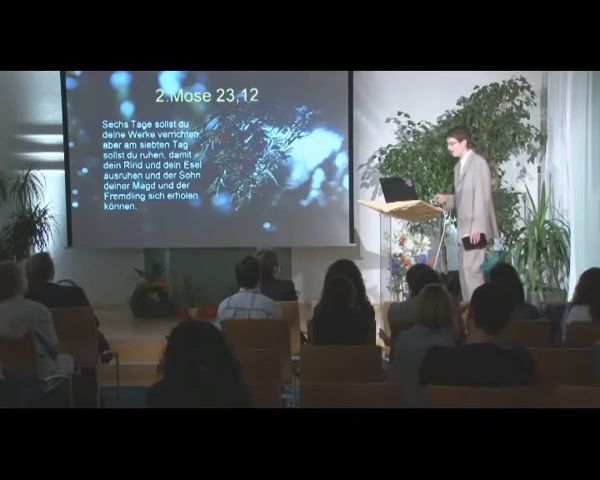 2.Mose 23,12
Sechs Tage sollst du
deine Werke verrichten
aber am siebten Tag
sollst du ruhen, damit
dein Rind und dein Esel
ausruhen und der Sohn
deiner Magd und der
Fremdling sich erholen
können.